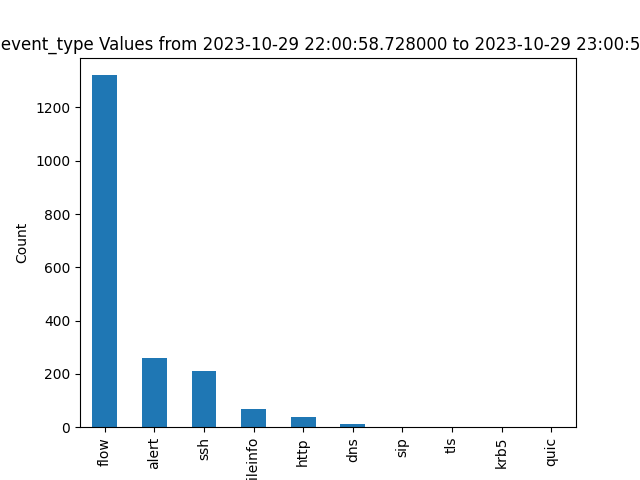 event_type Values from 2023-10-29 22:00:58.728000 to 2023-10-29 23:00:5
Count
1200
1000
800
600
400
200
0
flow
alert
ssh
ileinfo
http
dns
sip
tls
krb5
quic